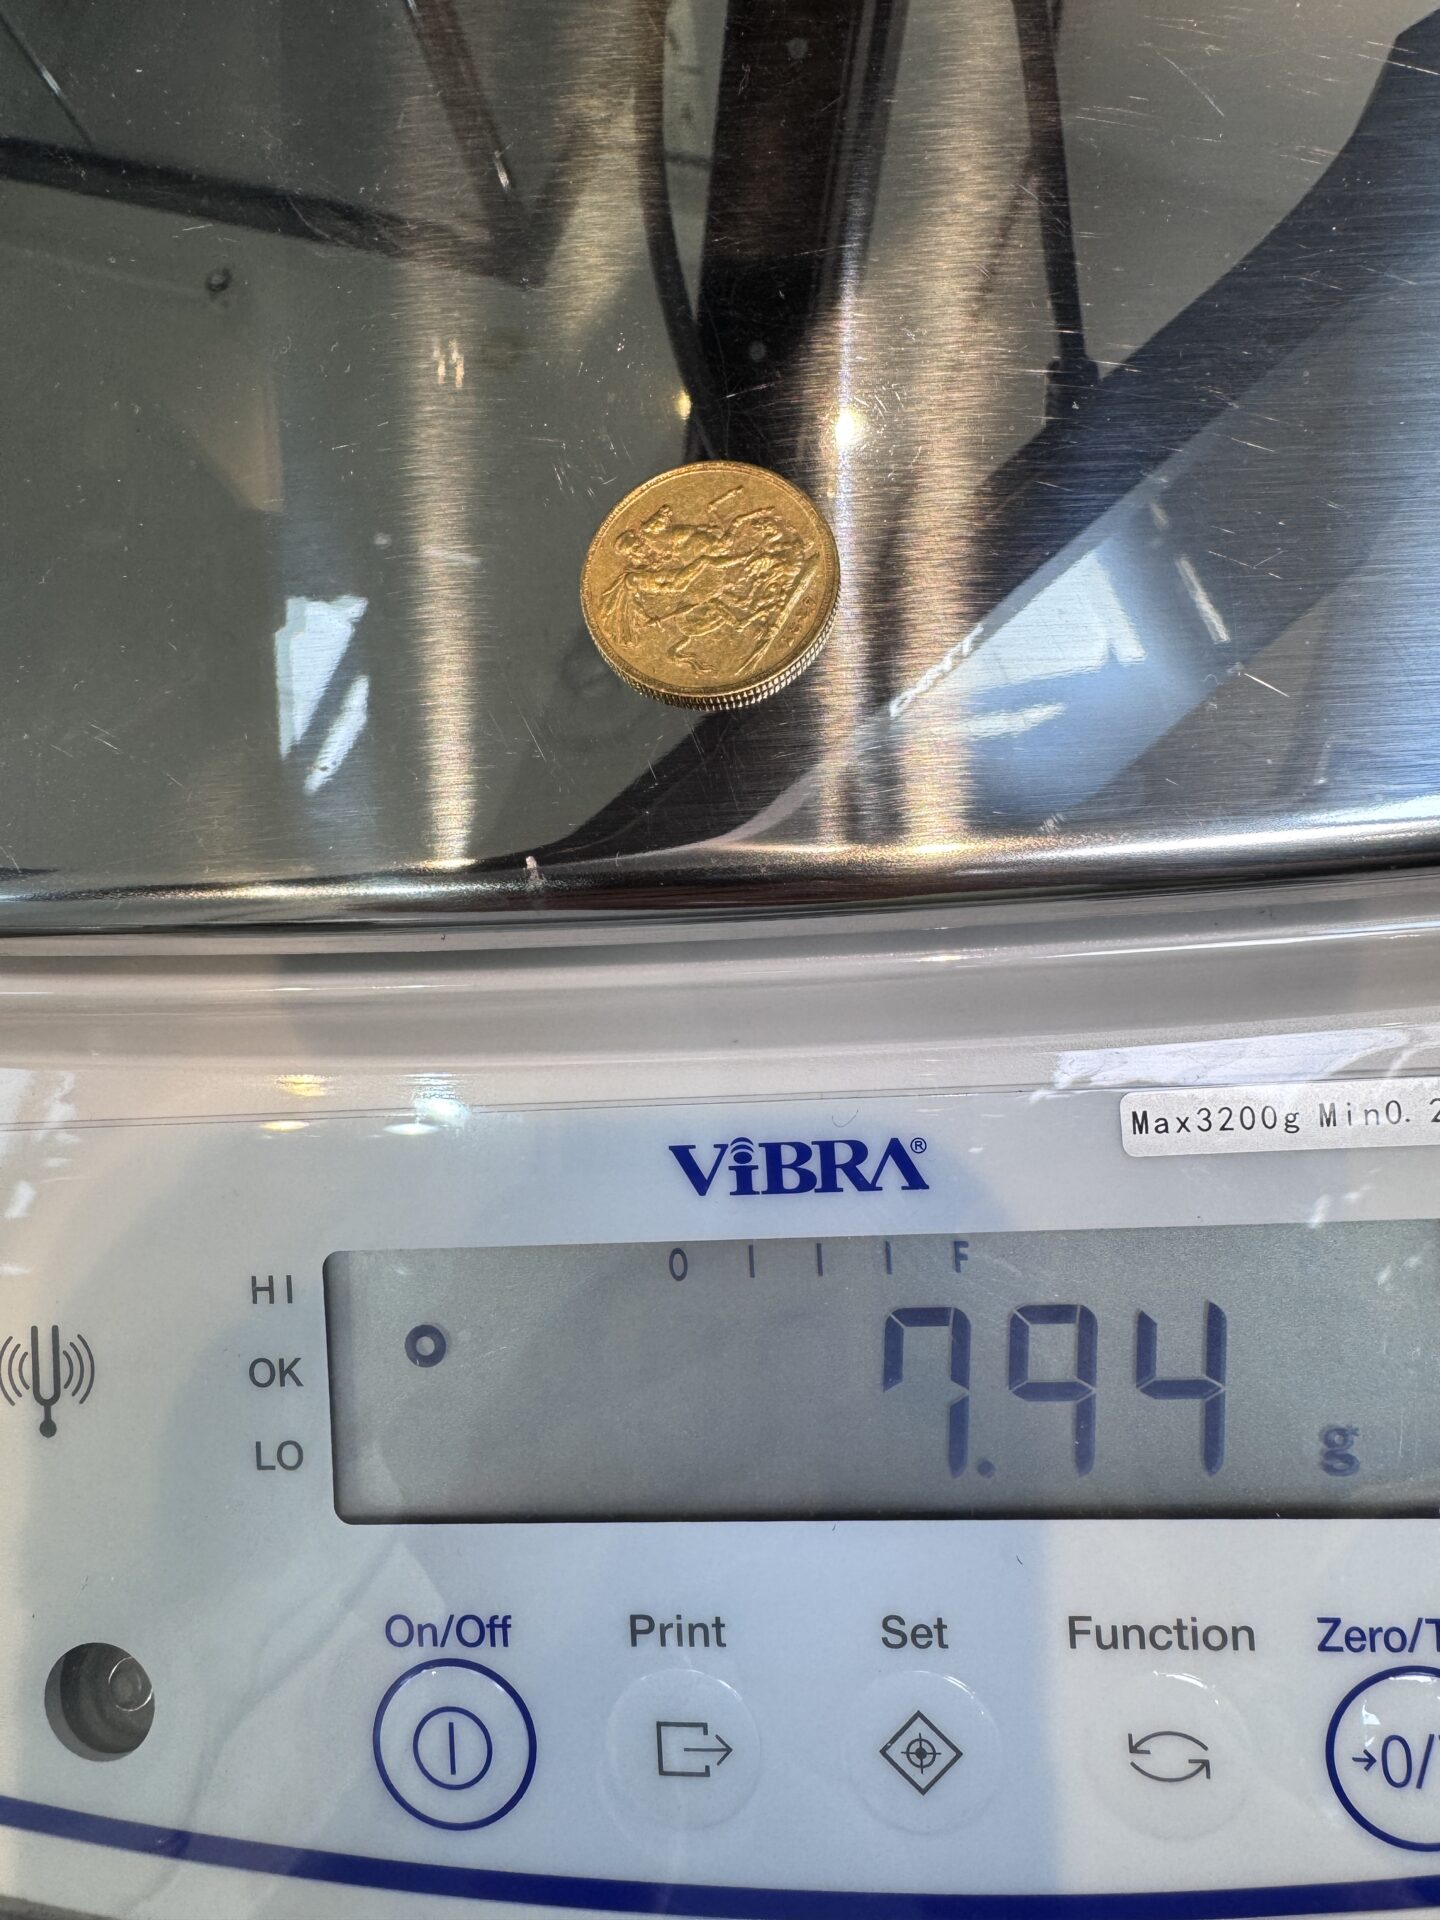 Max3200g Min0. 2
ViBRA®
0 F
HI
OK
LO
7.94 g
On/Off Print Set Function Zero/T
→0/